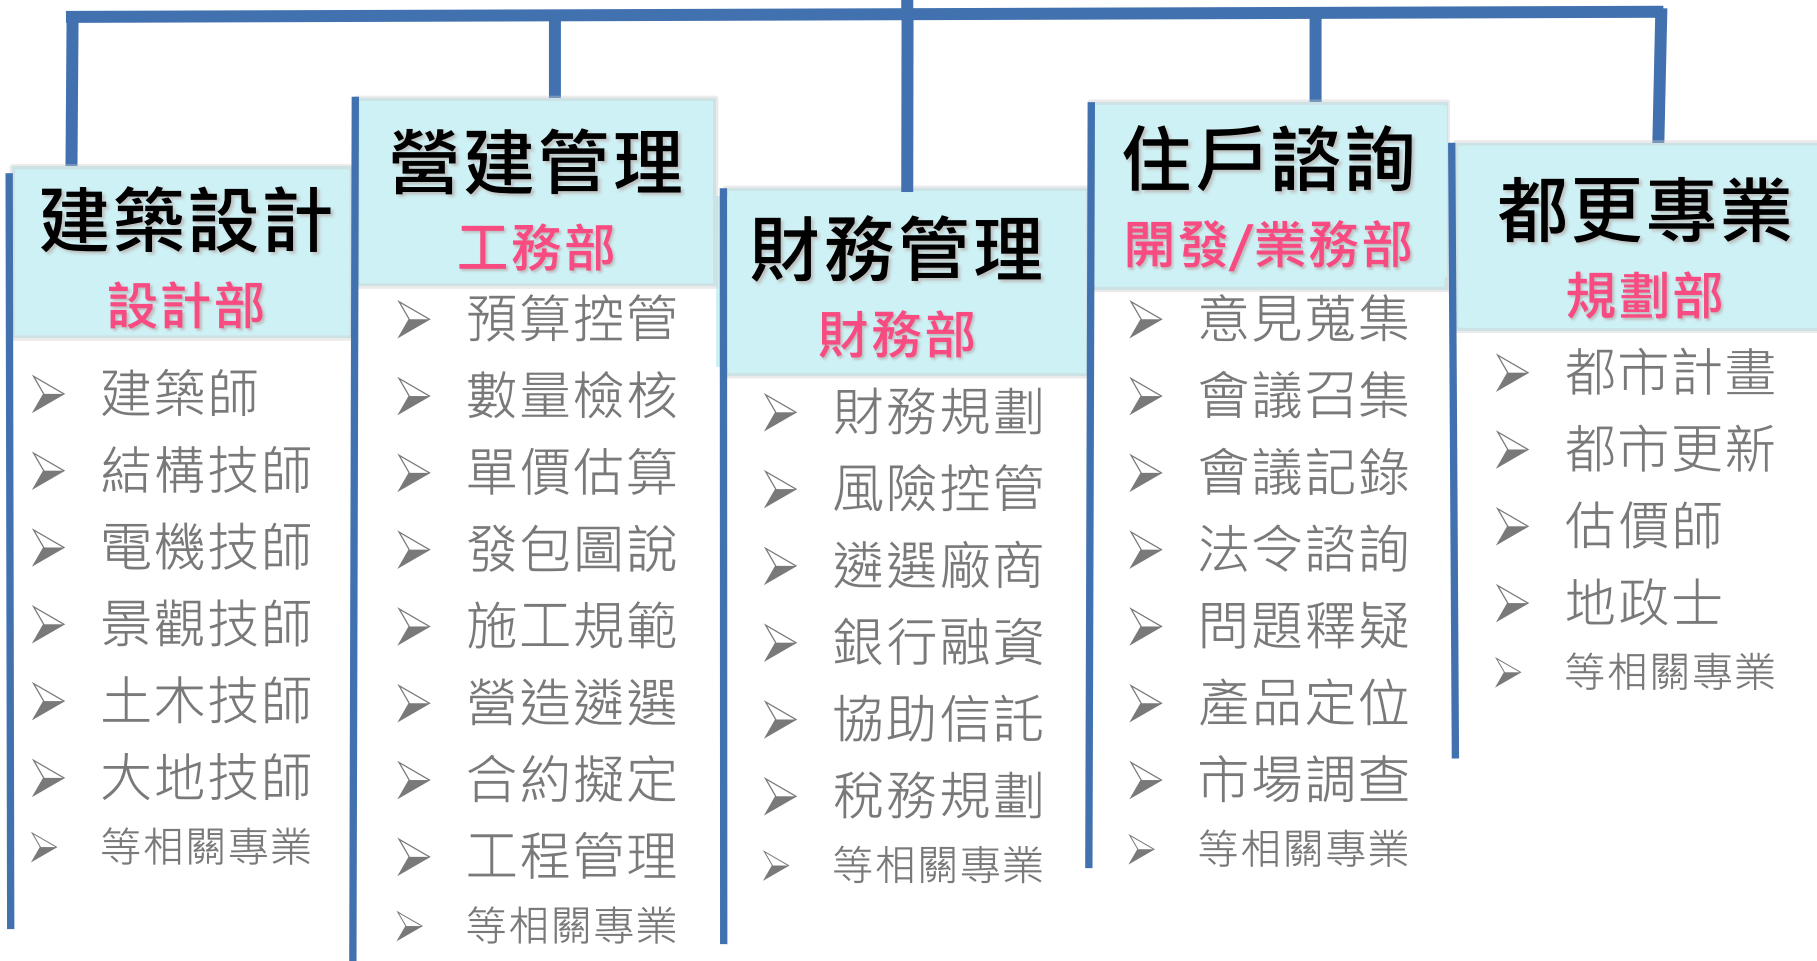 建築設計
設計部
建築師
結構技師
電機技師
景觀技師
土木技師
大地技師
等相關專業
營建管理
工務部
預算控管
數量檢核
單價估算
發包圖說
施工規範
營造遴選
合約擬定
工程管理
等相關專業
財務管理
財務部
財務規劃
風險控管
遴選廠商
銀行融資
協助信託
稅務規劃
等相關專業
住戶諮詢
開發/業務部
意見蒐集
會議召集
會議記錄
法令諮詢
問題釋疑
產品定位
市場調查
等相關專業
都更專業
規劃部
都市計畫
都市更新
估價師
地政士
等相關專業